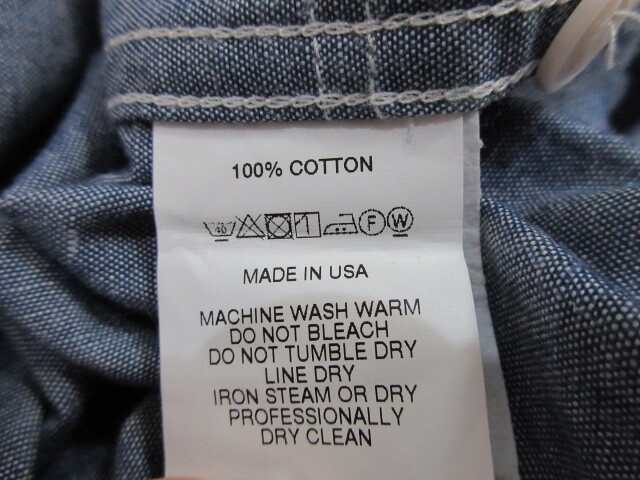 100% COTTON
40 F W
MADE IN USA
MACHINE WASH WARM
DO NOT BLEACH
DO NOT TUMBLE DRY
LINE DRY
IRON STEAM OR DRY
PROFESSIONALLY
DRY CLEAN